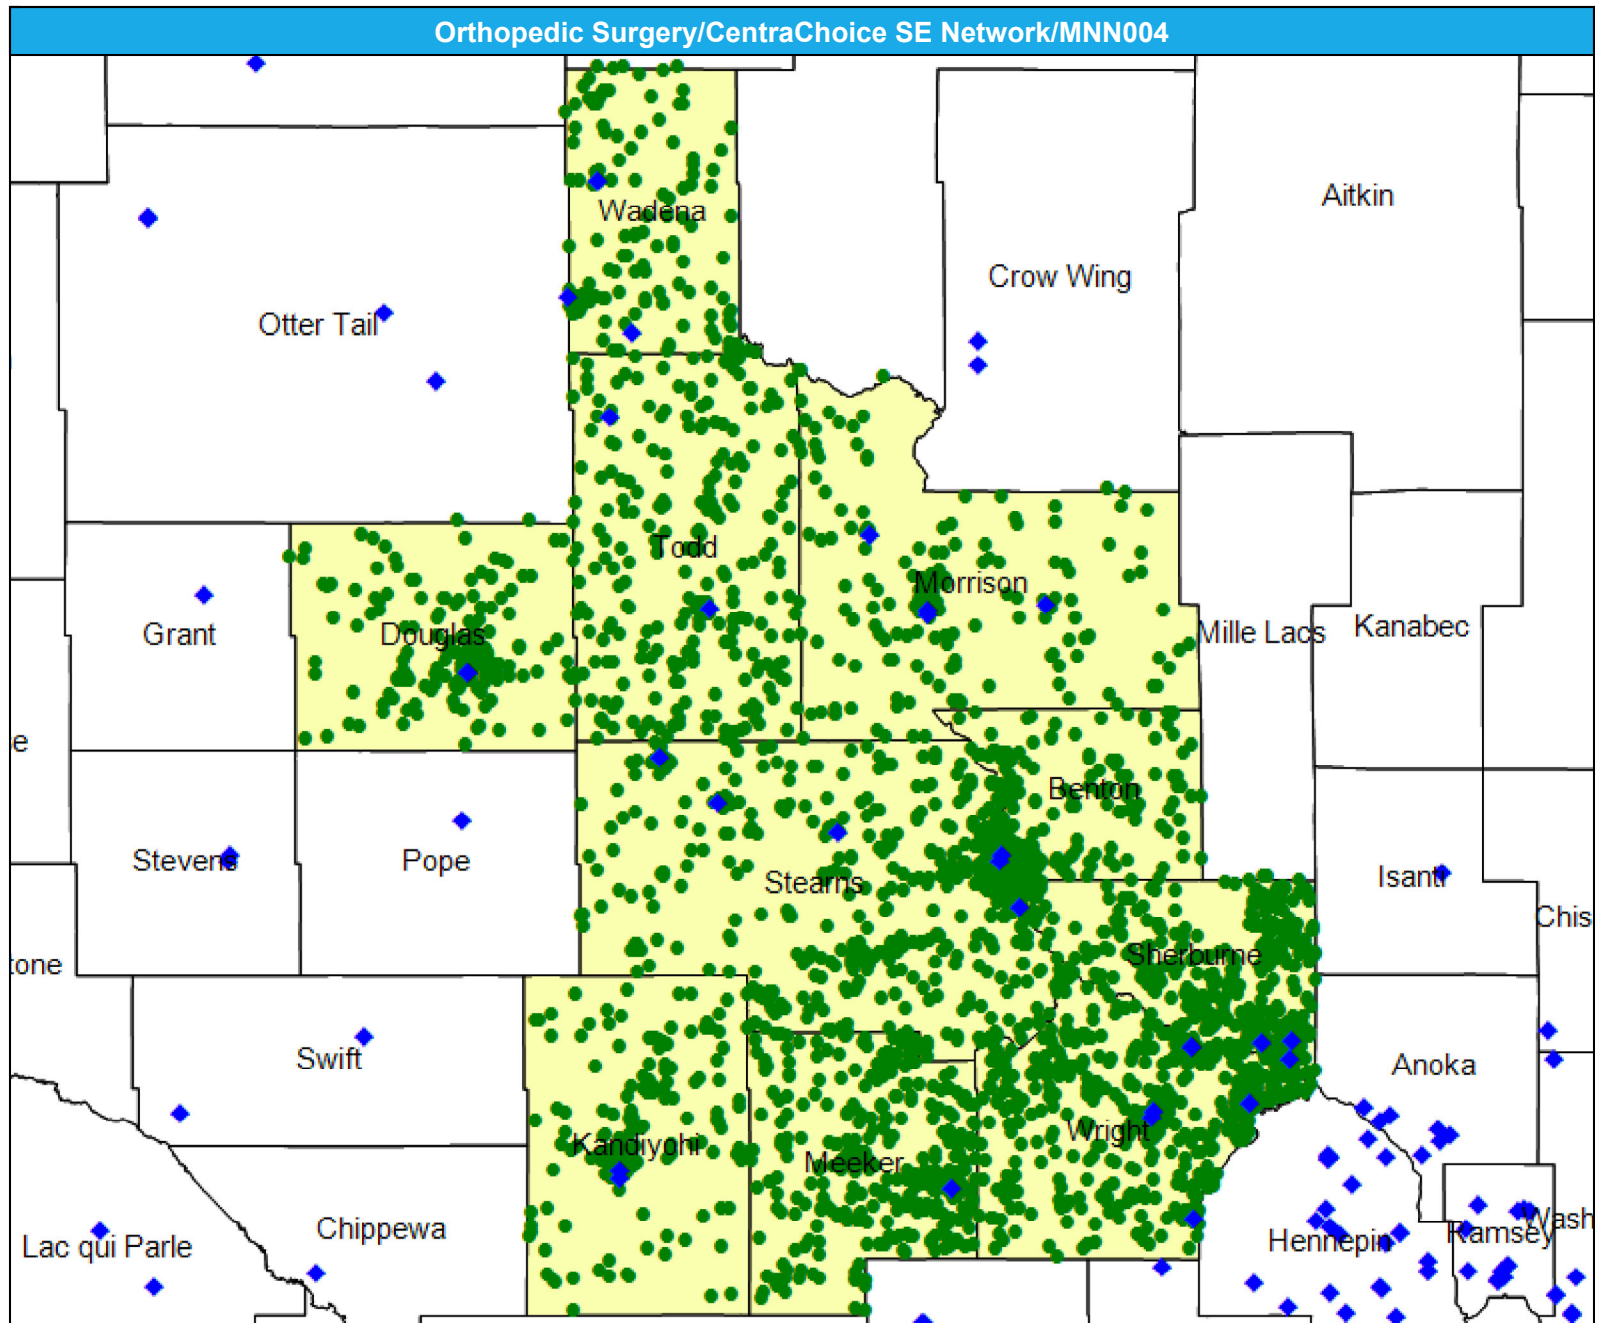 Orthopedic Surgery/CentraChoice SE Network/MNN004
Aitkin
Wadena
Crow Wing
Otter Tail
Todd
Morrison
Grant
Douglas
Mille Lacs
Kanabec
e
Benton
Stevens
Pope
Stearns
Isanti
Chis
tone
Sherburne
Swift
Anoka
Kandiyohi
Wright
Meeker
Lac qui Parle
Chippewa
Hennepin
Ramsey
Wash